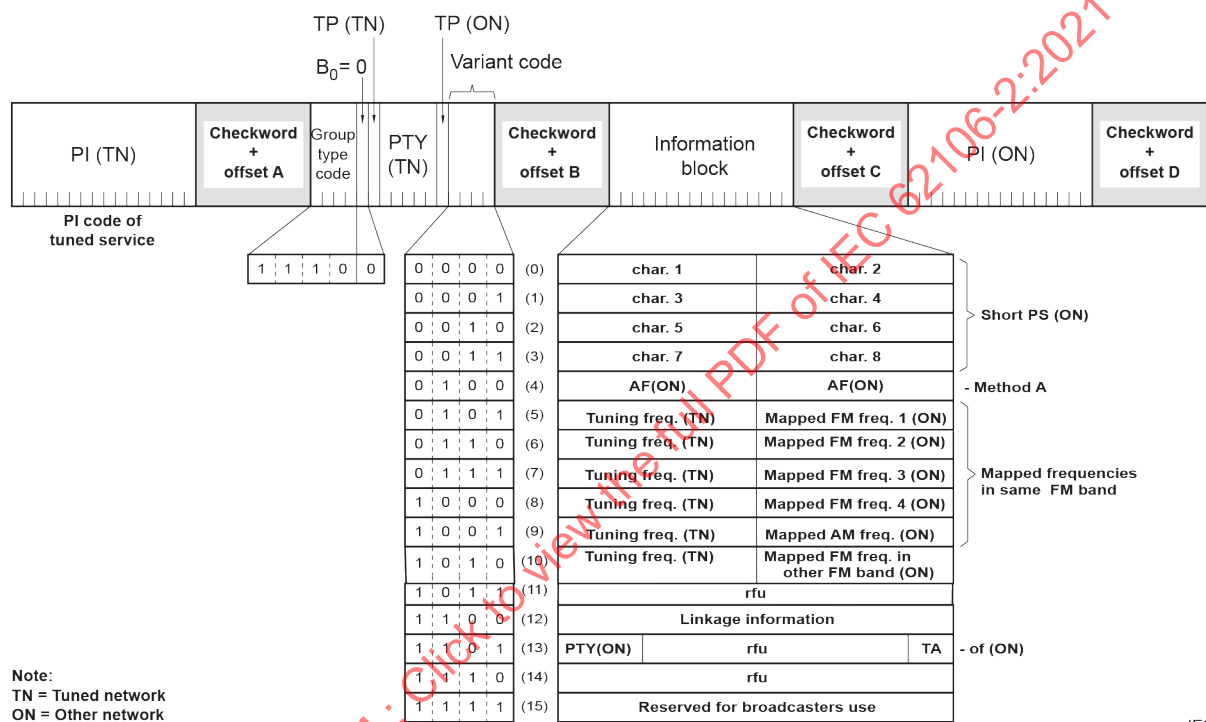 TP (TN) TP (ON)
B0 = 0 Variant code
PI (TN) Checkword + offset A Group type code PTY (TN) Checkword + offset B Information block Checkword + offset C PI (ON) Checkword + offset D
PI code of
tuned service
1 1 1 0 0
0 0 0 0 (0) char. 1 char. 2
0 0 0 1 (1) char. 3 char. 4
Short PS (ON)
0 0 1 0 (2) char. 5 char. 6
0 0 1 1 (3) char. 7 char. 8
0 1 0 0 (4) AF(ON) AF(ON) - Method A
0 1 0 1 (5) Tuning freq. (TN) Mapped FM freq. 1 (ON)
0 1 1 0 (6) Tuning freq. (TN) Mapped FM freq. 2 (ON)
0 1 1 1 (7) Tuning freq. (TN) Mapped FM freq. 3 (ON)
Mapped frequencies
in same FM band
1 0 0 0 (8) Tuning freq. (TN) Mapped FM freq. 4 (ON)
1 0 0 1 (9) Tuning freq. (TN) Mapped AM freq. (ON)
1 0 1 0 (10) Tuning freq. (TN) Mapped FM freq. in
other FM band (ON)
1 0 1 1 (11) rfu
1 1 0 0 (12) Linkage information
1 1 0 1 (13) PTY(ON) rfu TA - of (ON)
1 1 1 0 (14) rfu
1 1 1 1 (15) Reserved for broadcasters use
Note:
TN = Tuned network
ON = Other network
: Click to view the full PDF of IEC 62106-2:2021